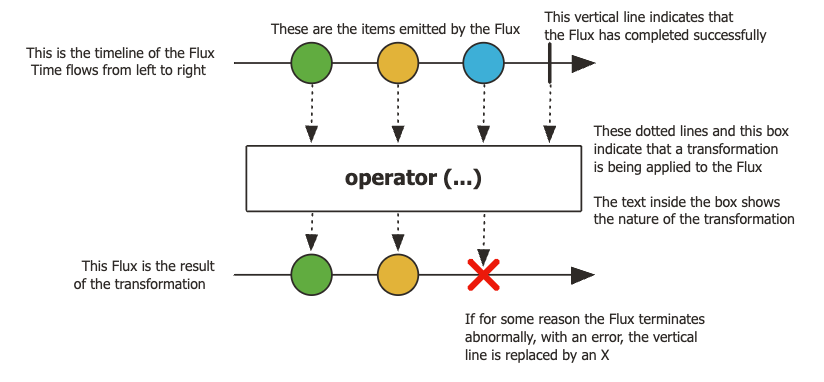 These are the items emitted by the Flux
This vertical line indicates that
the Flux has completed successfully
This is the timeline of the Flux
Time flows from left to right
These dotted lines and this box
indicate that a transformation
is being applied to the Flux
The text inside the box shows
the nature of the transformation
operator (...)
This Flux is the result
of the transformation
If for some reason the Flux terminates
abnormally, with an error, the vertical
line is replaced by an X